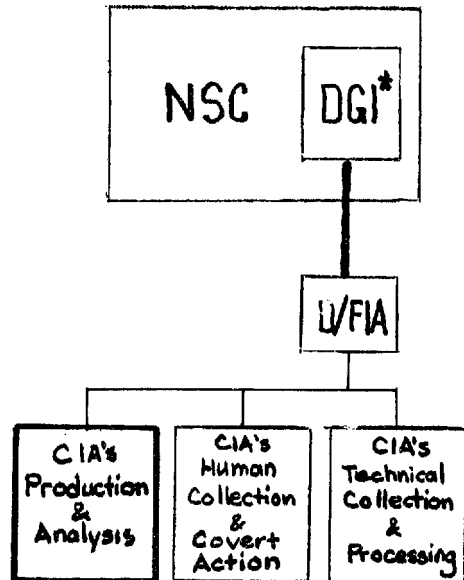 NSC
DGI*
D/FIA
CIA's
Production
&
Analysis
CIA's
Human
Collection
&
Covert
Action
CIA's
Technical
Collection
&
Processing